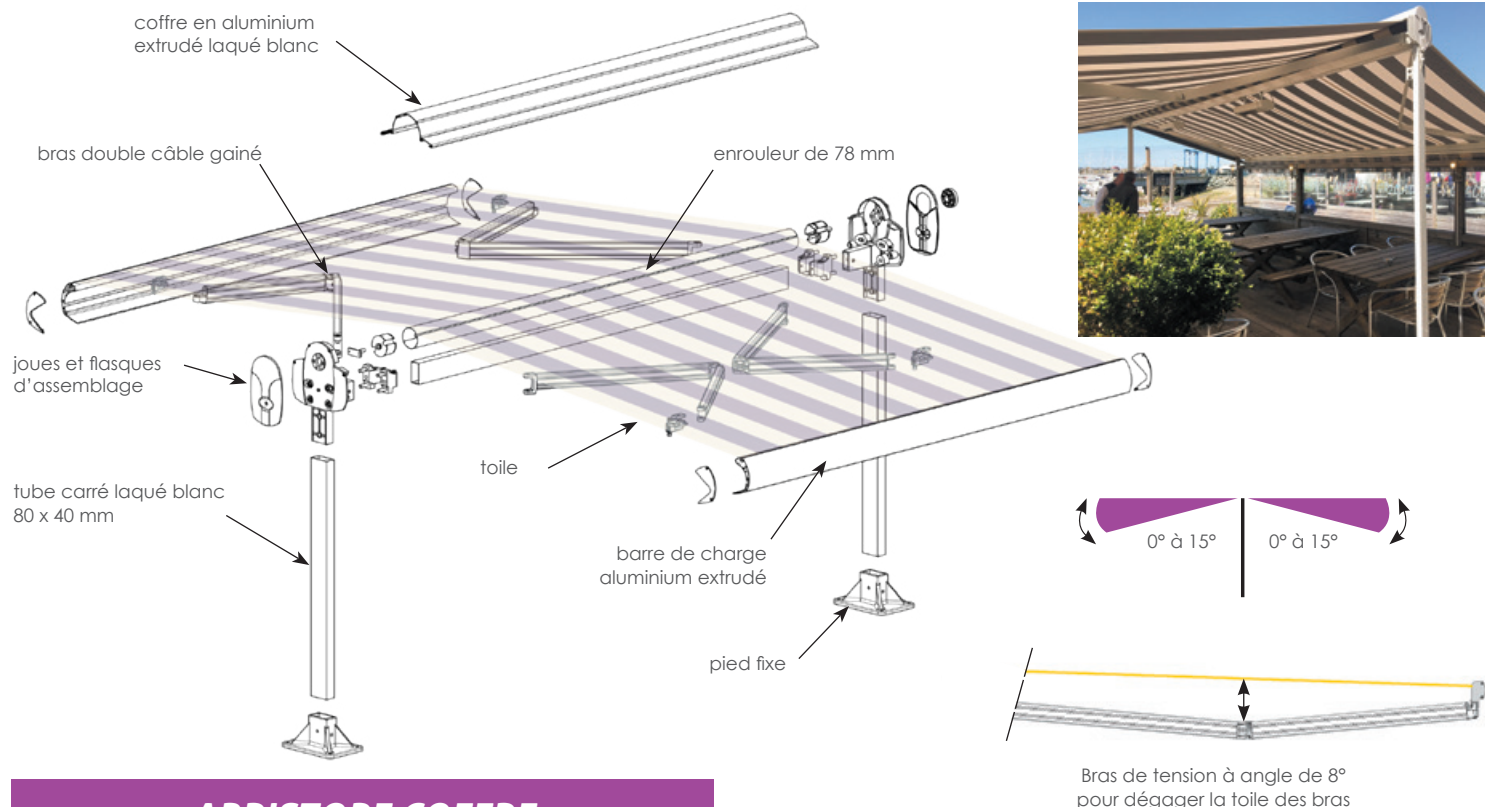 coffre en aluminium
extrudé laqué blanc
bras double câble gainé
enrouleur de 78 mm
joues et flasques
d'assemblage
toile
tube carré laqué blanc
80 x 40 mm
barre de charge
aluminium extrudé
pied fixe
0° à 15°
0° à 15°
Bras de tension à angle de 8°
pour dégager la toile des bras